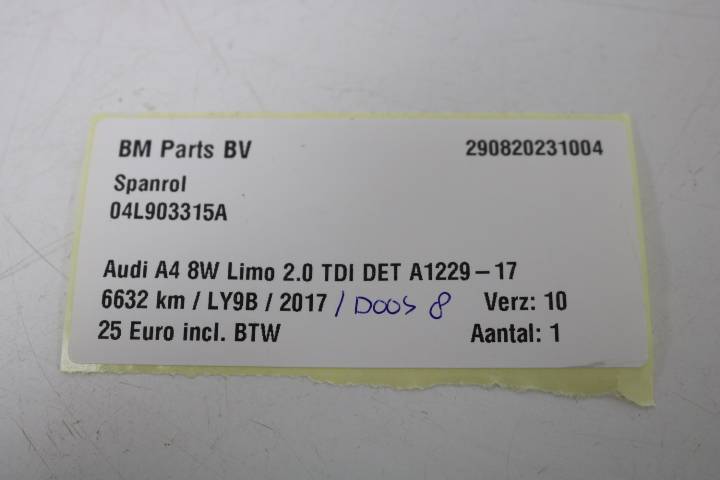 BM Parts BV 290820231004
Spanrol
04L903315A
Audi A4 8W Limo 2.0 TDI DET A1229-17
6632 km / LY9B / 2017 / DOOS 8 Verz: 10
25 Euro incl. BTW Aantal: 1